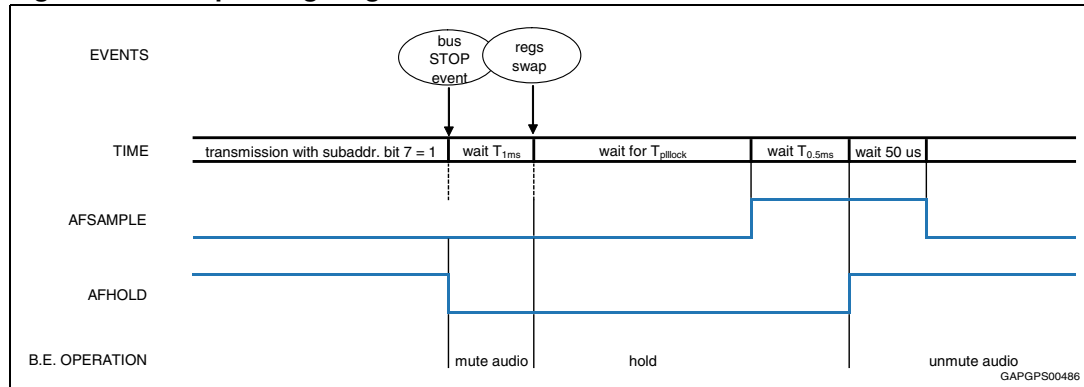 EVENTS
bus
STOP
event
regs
swap
TIME
transmission with subaddr. bit 7 = 1 wait T1ms wait for Tplllock wait T0.5ms wait 50 us
AFSAMPLE
AFHOLD
B.E. OPERATION mute audio hold unmute audio
GAPGPS00486